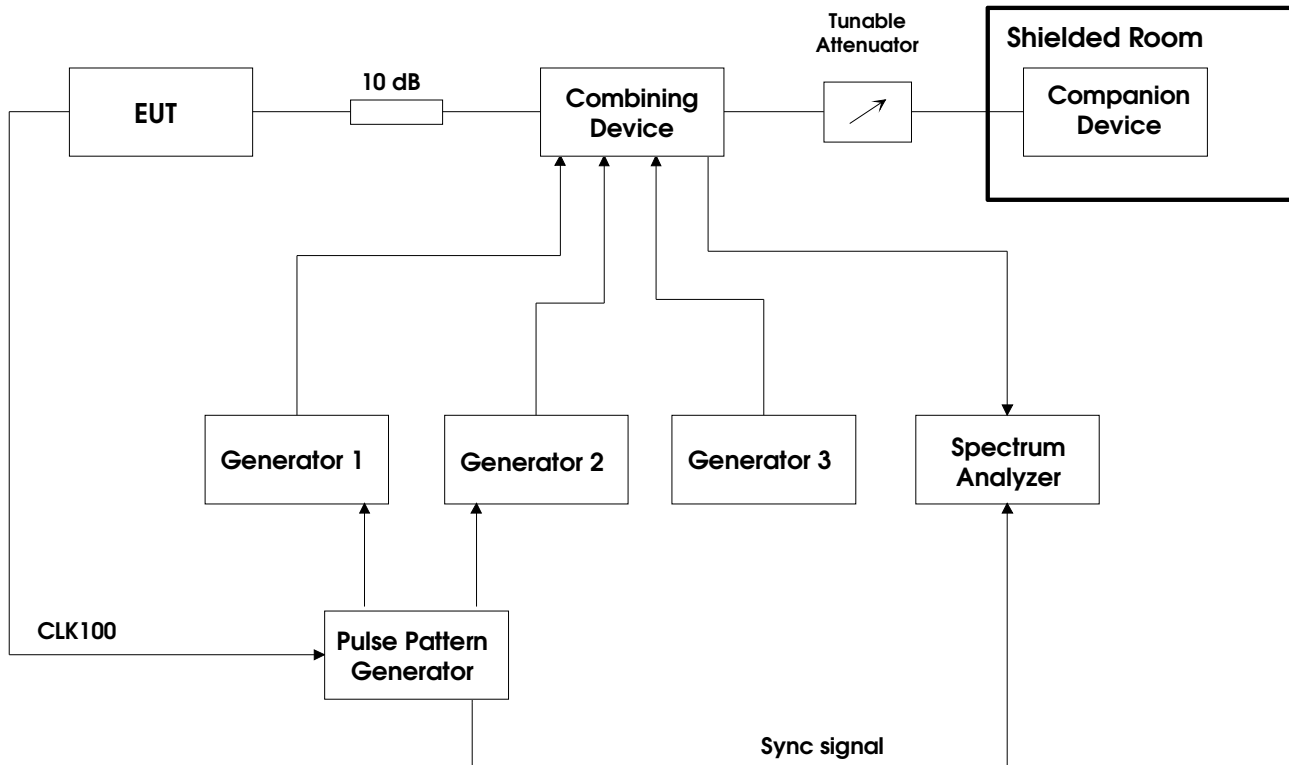 Tunable
Attenuator
Shielded Room
10 dB
EUT
Combining
Device
Companion
Device
Generator 1
Generator 2
Generator 3
Spectrum
Analyzer
CLK100
Pulse Pattern
Generator
Sync signal